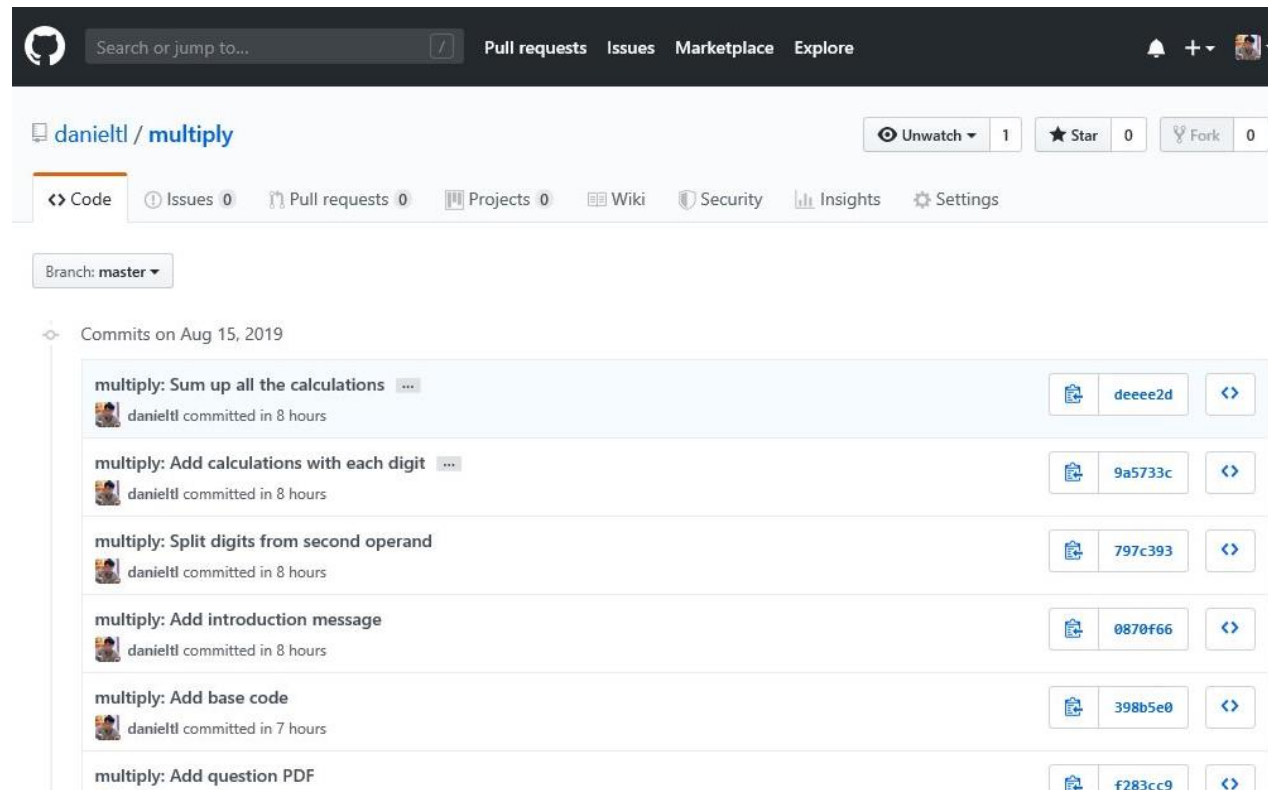 Search or jump to... / Pull requests Issues Marketplace Explore
danieltl / multiply Unwatch 1 Star 0 Fork 0
Code Issues 0 Pull requests 0 Projects 0 Wiki Security Insights Settings
Branch: master
Commits on Aug 15, 2019
multiply: Sum up all the calculations ...
deeee2d
danieltl committed in 8 hours
multiply: Add calculations with each digit ...
9a5733c
danieltl committed in 8 hours
multiply: Split digits from second operand
797c393
danieltl committed in 8 hours
multiply: Add introduction message
0870f66
danieltl committed in 8 hours
multiply: Add base code
398b5e0
danieltl committed in 7 hours
multiply: Add question PDF
f283cc9